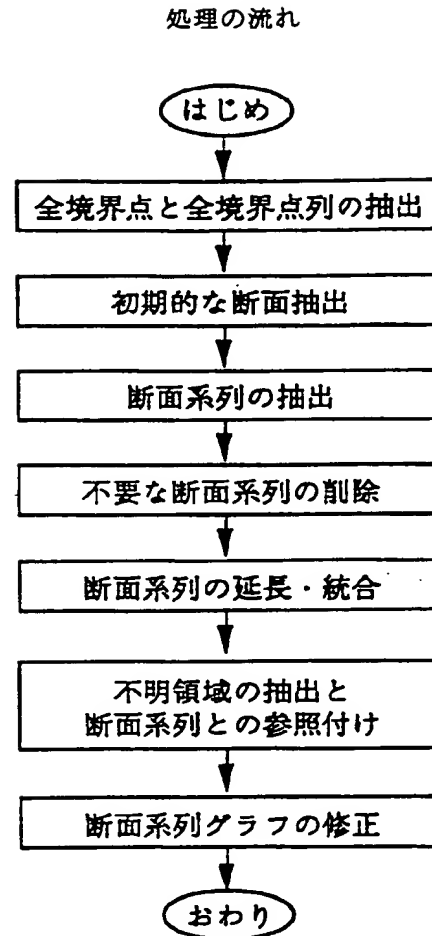 処理の流れ
はじめ
全境界点と全境界点列の抽出
初期的な断面抽出
断面系列の抽出
不要な断面系列の削除
断面系列の延長・統合
不明領域の抽出と
断面系列との参照付け
断面系列グラフの修正
おわり